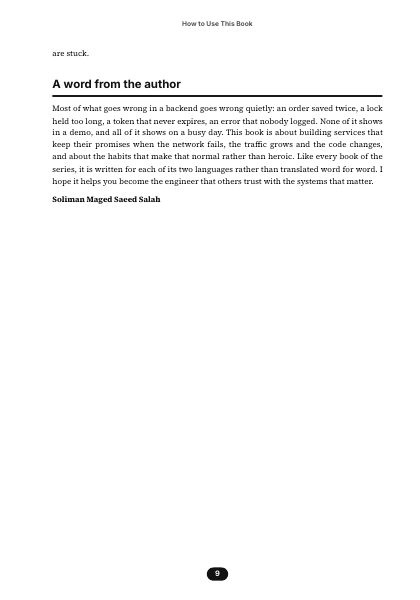 How to Use This Book
are stuck.
A word from the author
Most of what goes wrong in a backend goes wrong quietly: an order saved twice, a lock
held too long, a token that never expires, an error that nobody logged. None of it shows
in a demo, and all of it shows on a busy day. This book is about building services that
keep their promises when the network fails, the traffic grows and the code changes,
and about the habits that make that normal rather than heroic. Like every book of the
series, it is written for each of its two languages rather than translated word for word. I
hope it helps you become the engineer that others trust with the systems that matter.
Soliman Maged Saeed Salah
9